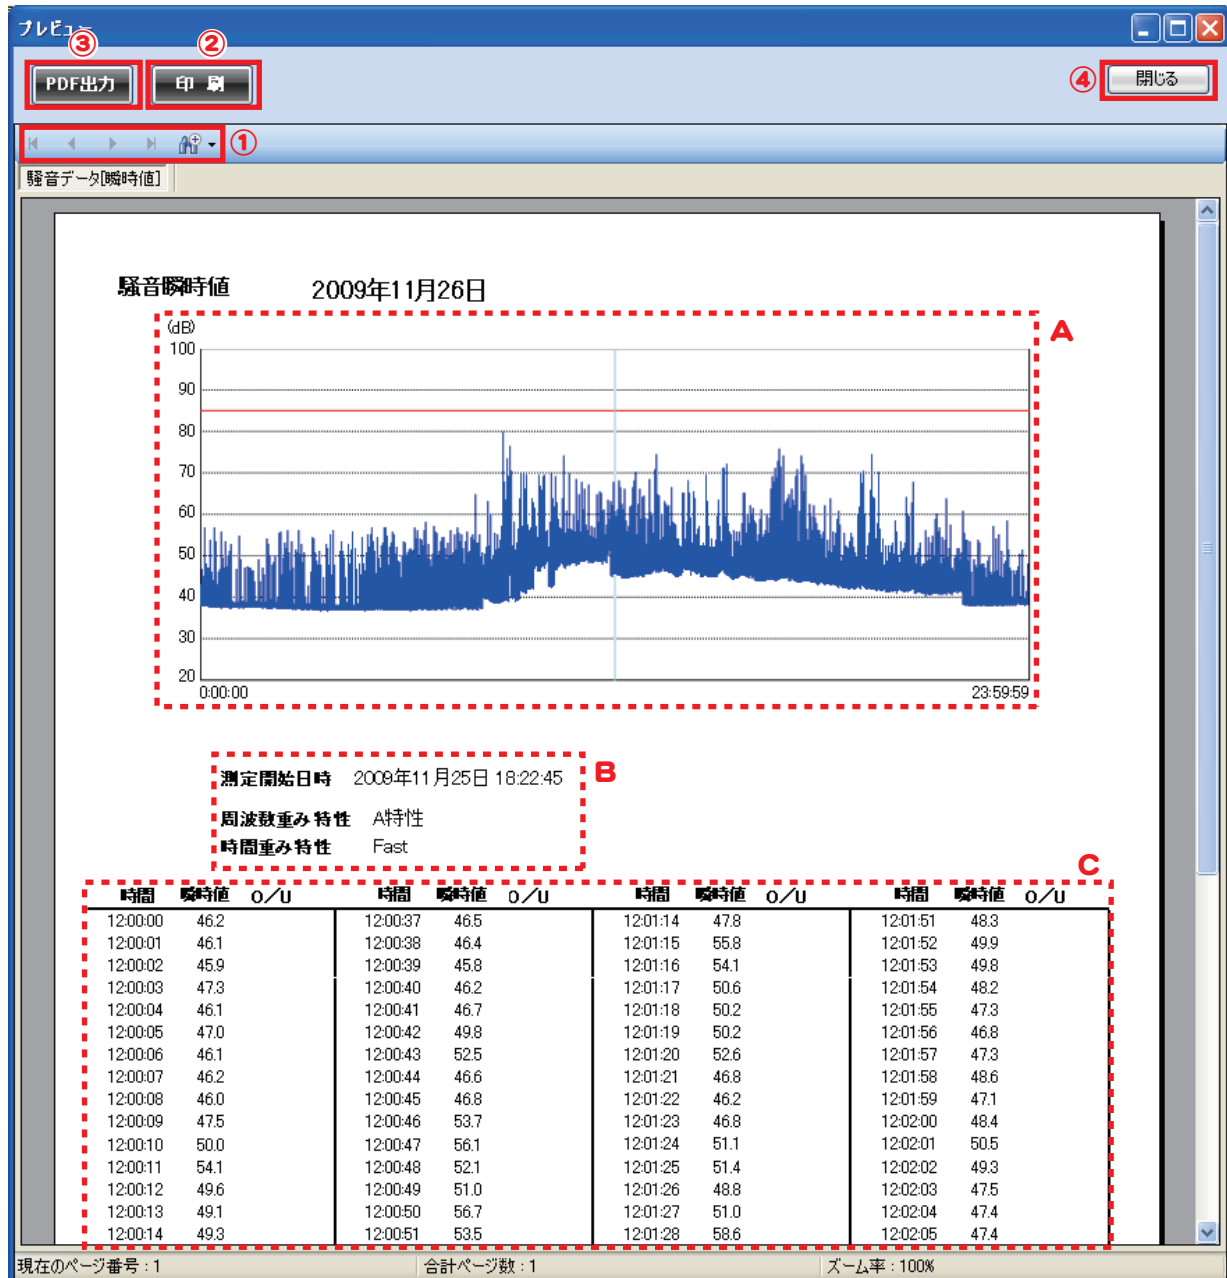 プレビュー
③
②
PDF出力
印 刷
④
閉じる
①
騒音データ[瞬時値]
騒音瞬時値 2009年11月26日
A
(dB)
100
90
80
70
60
50
40
30
20
0:00:00 23:59:59
B
測定開始日時 2009年11月25日 18:22:45
周波数重み特性 A特性
時間重み特性 Fast
C
時間 瞬時値 O/U 時間 瞬時値 O/U 時間 瞬時値 O/U 時間 瞬時値 O/U
12:00:00 46.2 12:00:37 46.5 12:01:14 47.8 12:01:51 48.3
12:00:01 46.1 12:00:38 46.4 12:01:15 55.8 12:01:52 49.9
12:00:02 45.9 12:00:39 45.8 12:01:16 54.1 12:01:53 49.8
12:00:03 47.3 12:00:40 46.2 12:01:17 50.6 12:01:54 48.2
12:00:04 46.1 12:00:41 46.7 12:01:18 50.2 12:01:55 47.3
12:00:05 47.0 12:00:42 49.8 12:01:19 50.2 12:01:56 46.8
12:00:06 46.1 12:00:43 52.5 12:01:20 52.6 12:01:57 47.3
12:00:07 46.2 12:00:44 46.6 12:01:21 46.8 12:01:58 48.6
12:00:08 46.0 12:00:45 46.8 12:01:22 46.2 12:01:59 47.1
12:00:09 47.5 12:00:46 53.7 12:01:23 46.8 12:02:00 48.4
12:00:10 50.0 12:00:47 56.1 12:01:24 51.1 12:02:01 50.5
12:00:11 54.1 12:00:48 52.1 12:01:25 51.4 12:02:02 49.3
12:00:12 49.6 12:00:49 51.0 12:01:26 48.8 12:02:03 47.5
12:00:13 49.1 12:00:50 56.7 12:01:27 51.0 12:02:04 47.4
12:00:14 49.3 12:00:51 53.5 12:01:28 58.6 12:02:05 47.4
現在のページ番号：1 合計ページ数：1 ズーム率：100%